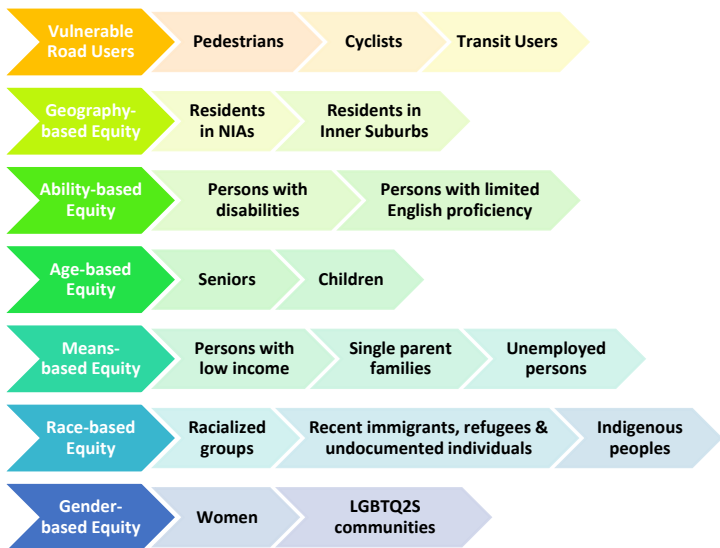 Vulnerable
Road Users
Pedestrians
Cyclists
Transit Users
Geography-
based Equity
Residents
in NIAs
Residents in
Inner Suburbs
Ability-based
Equity
Persons with
disabilities
Persons with limited
English proficiency
Age-based
Equity
Seniors
Children
Means-
based Equity
Persons with
low income
Single parent
families
Unemployed
persons
Race-based
Equity
Racialized
groups
Recent immigrants, refugees &
undocumented individuals
Indigenous
peoples
Gender-
based Equity
Women
LGBTQ2S
communities